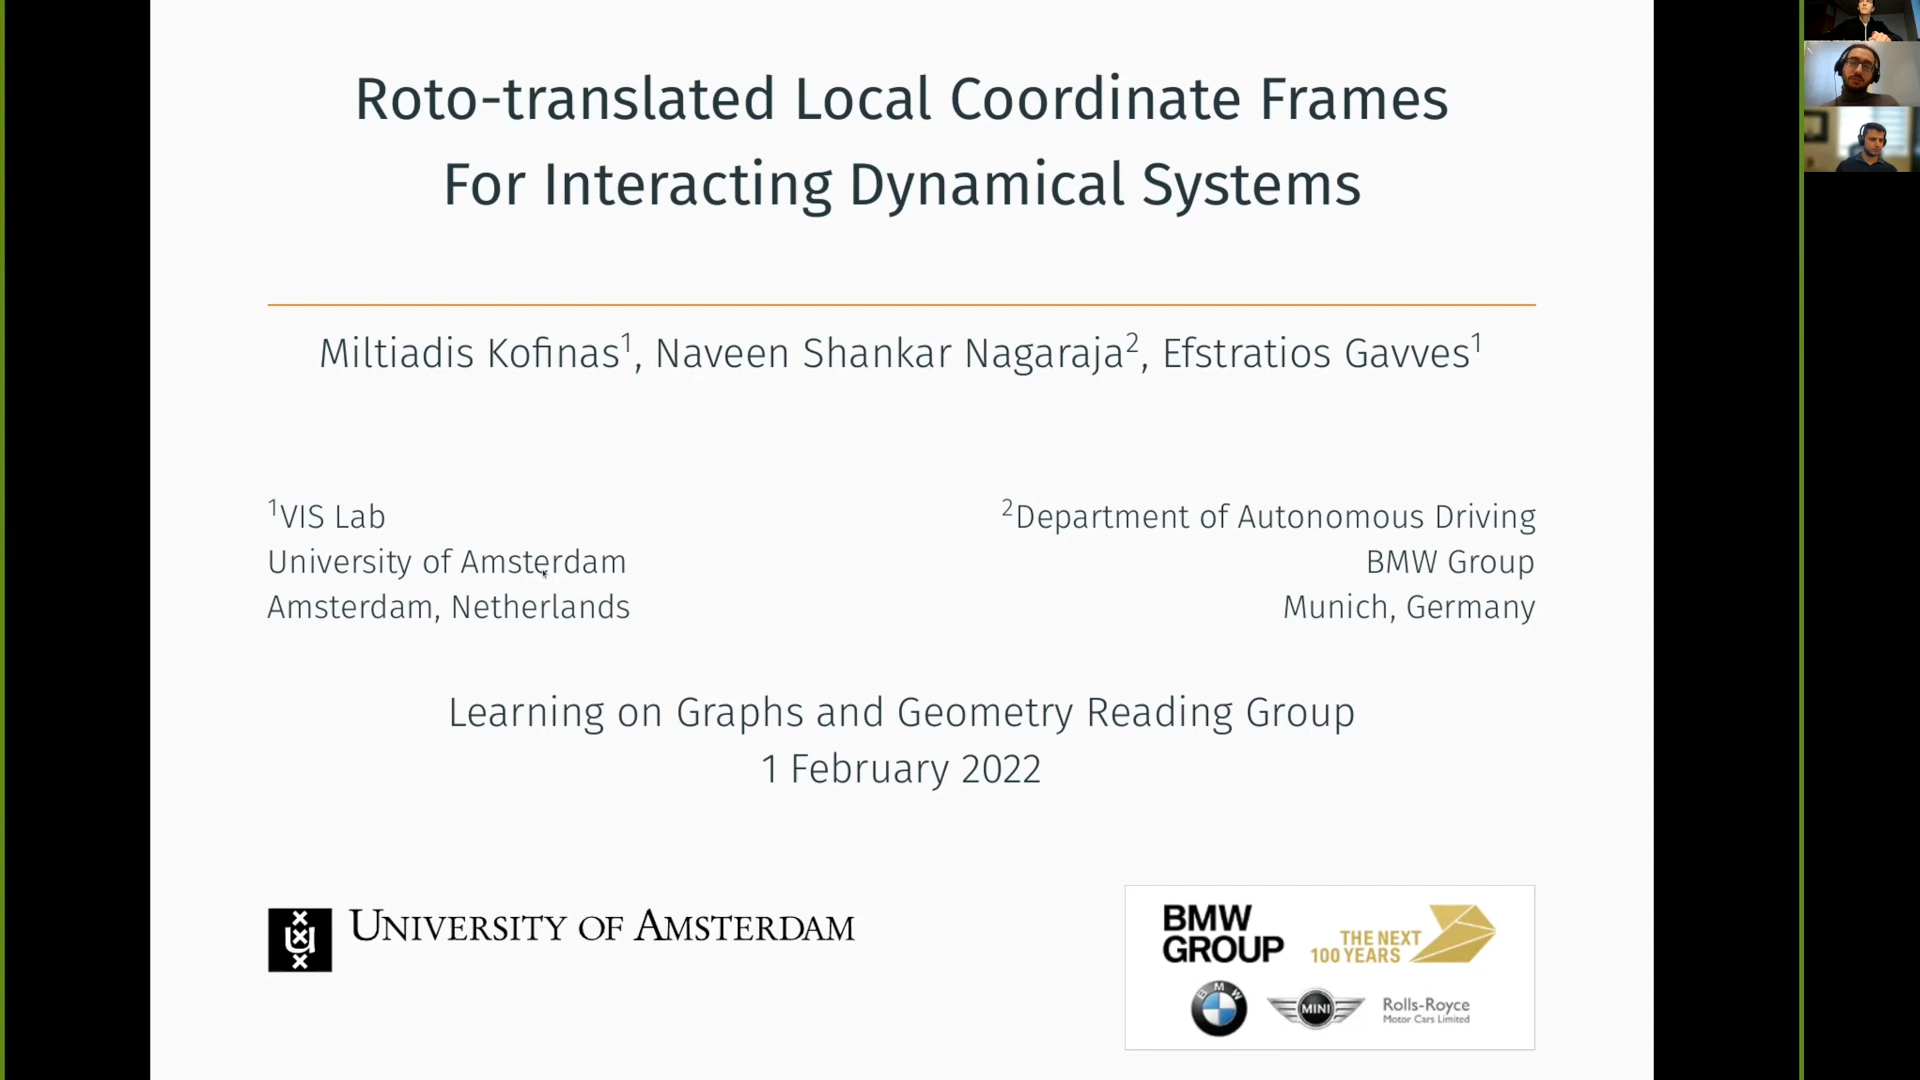 Roto-translated Local Coordinate Frames
For Interacting Dynamical Systems
Miltiadis Kofinas¹, Naveen Shankar Nagaraja², Efstratios Gavves¹
¹VIS Lab
University of Amsterdam
Amsterdam, Netherlands
²Department of Autonomous Driving
BMW Group
Munich, Germany
Learning on Graphs and Geometry Reading Group
1 February 2022
UNIVERSITY OF AMSTERDAM
BMW
GROUP
THE NEXT
100 YEARS
BMW
MINI
Rolls-Royce
Motor Cars Limited